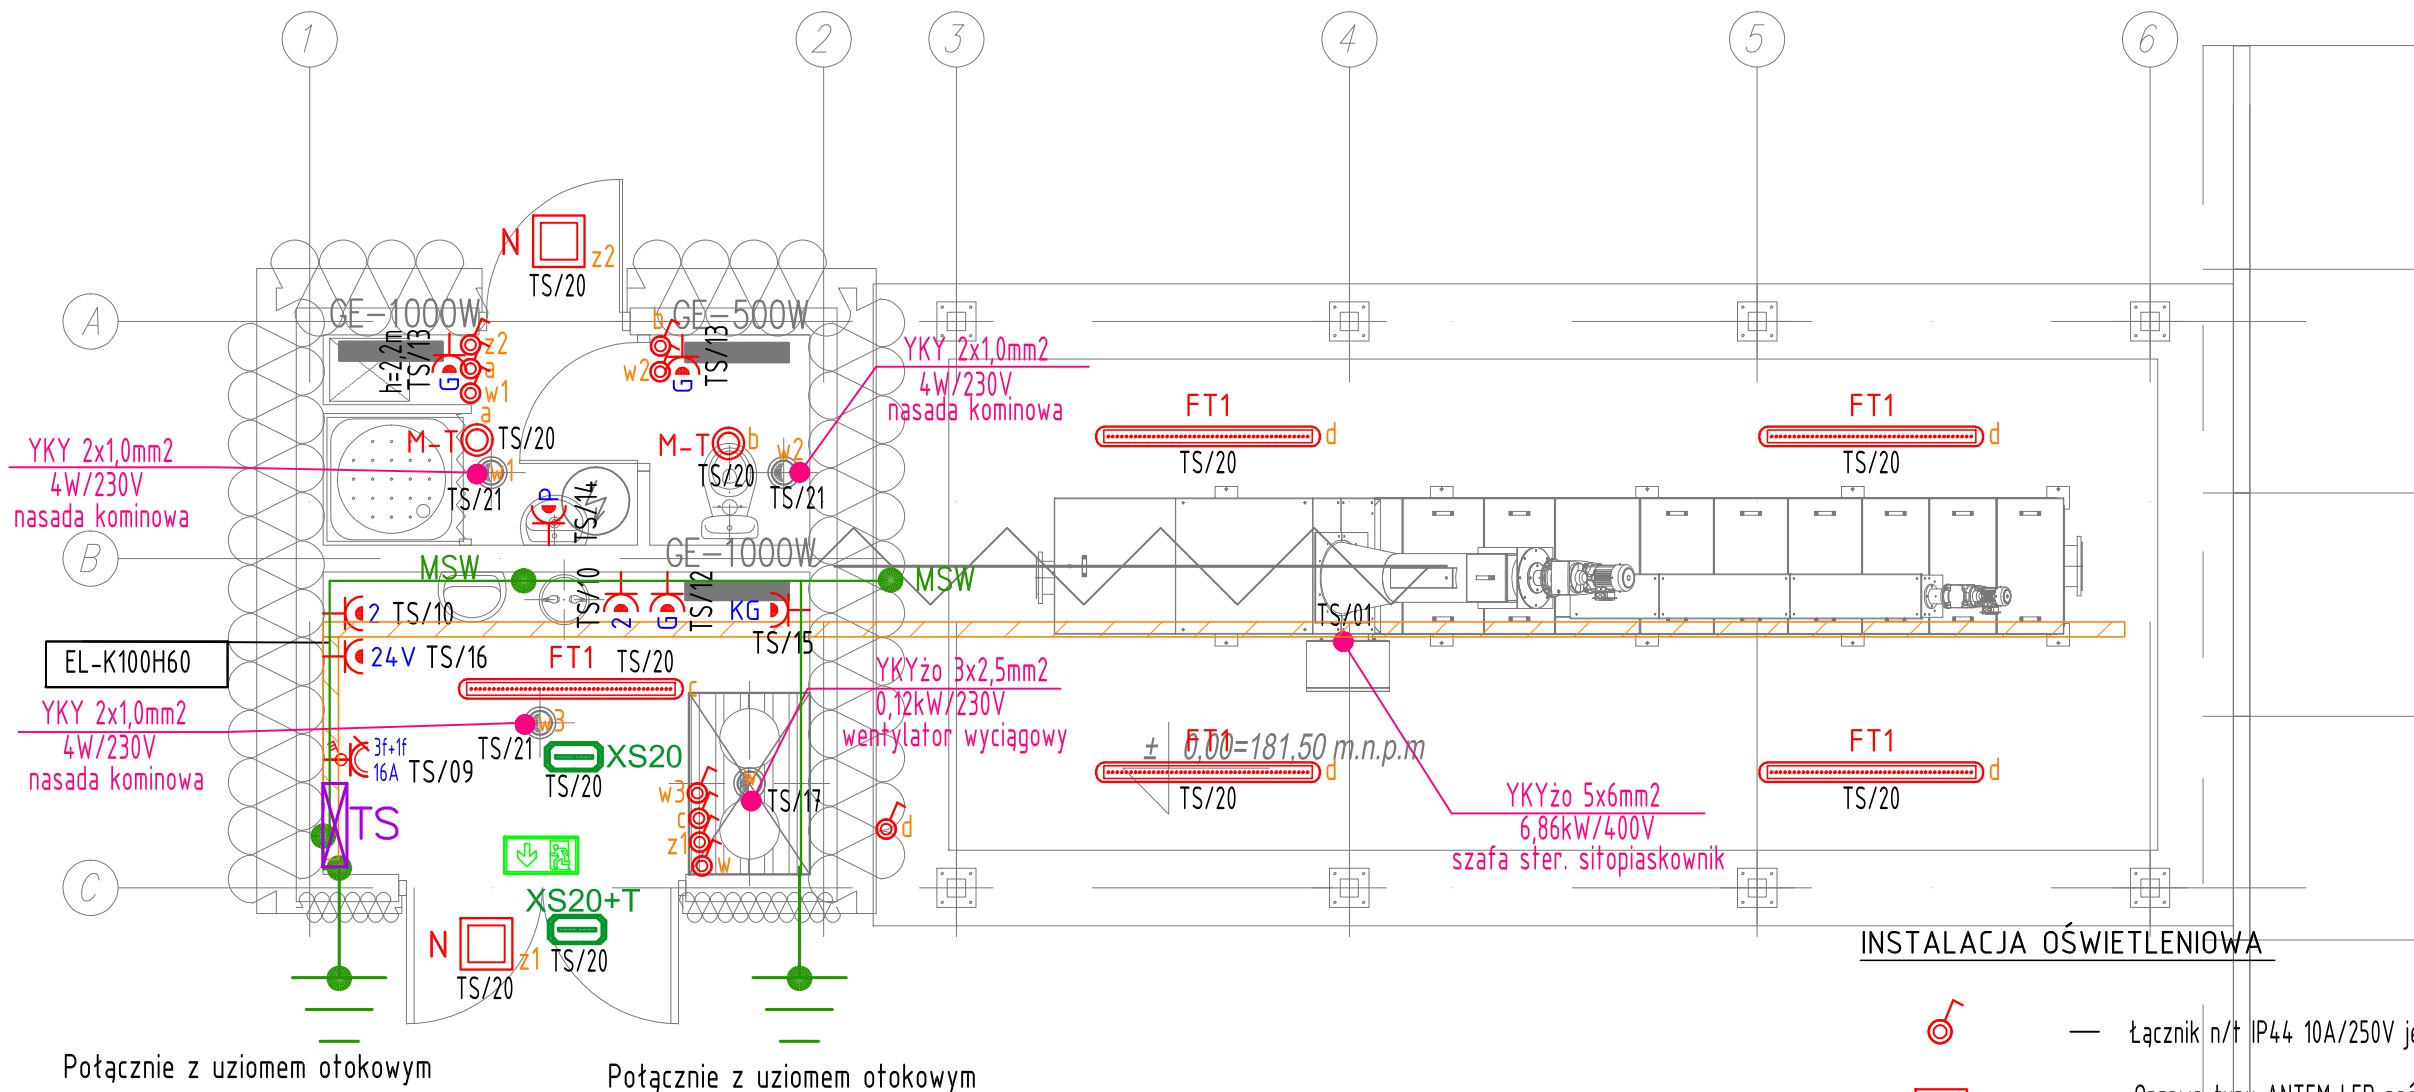 1
2
3
4
5
6
A
B
C
N
z2
TS/20
GE-1000W
GE-500W
h=2,2m
TS/13
G
z2
a
w1
a
b
w2
G
TS/13
YKY 2x1,0mm2
4W/230V
nasada kominowa
M-T
TS/20
w1
TS/21
M-T
b
w2
TS/20
TS/21
YKY 2x1,0mm2
4W/230V
nasada kominowa
P
TS/14
GE-1000W
MSW
MSW
2
TS/10
TS/10
2
G
TS/12
KG
TS/15
24V
TS/16
EL-K100H60
FT1
TS/20
c
YKY 2x1,0mm2
4W/230V
nasada kominowa
w3
TS/21
XS20
TS/20
3f+1f
16A
TS/09
TS
YKYżo 3x2,5mm2
0,12kW/230V
wentylator wyciągowy
w
TS/17
w3
c
z1
w
d
XS20+T
TS/20
N
z1
TS/20
FT1
d
TS/20
FT1
d
TS/20
TS/01
± 0,00=181,50 m.n.p.m
FT1
d
TS/20
FT1
d
TS/20
YKYżo 5x6mm2
6,86kW/400V
szafa ster. sitopiaskownik
Połącznie z uziomem otokowym
Połącznie z uziomem otokowym
INSTALACJA OŚWIETLENIOWA
— Łącznik n/t IP44 10A/250V